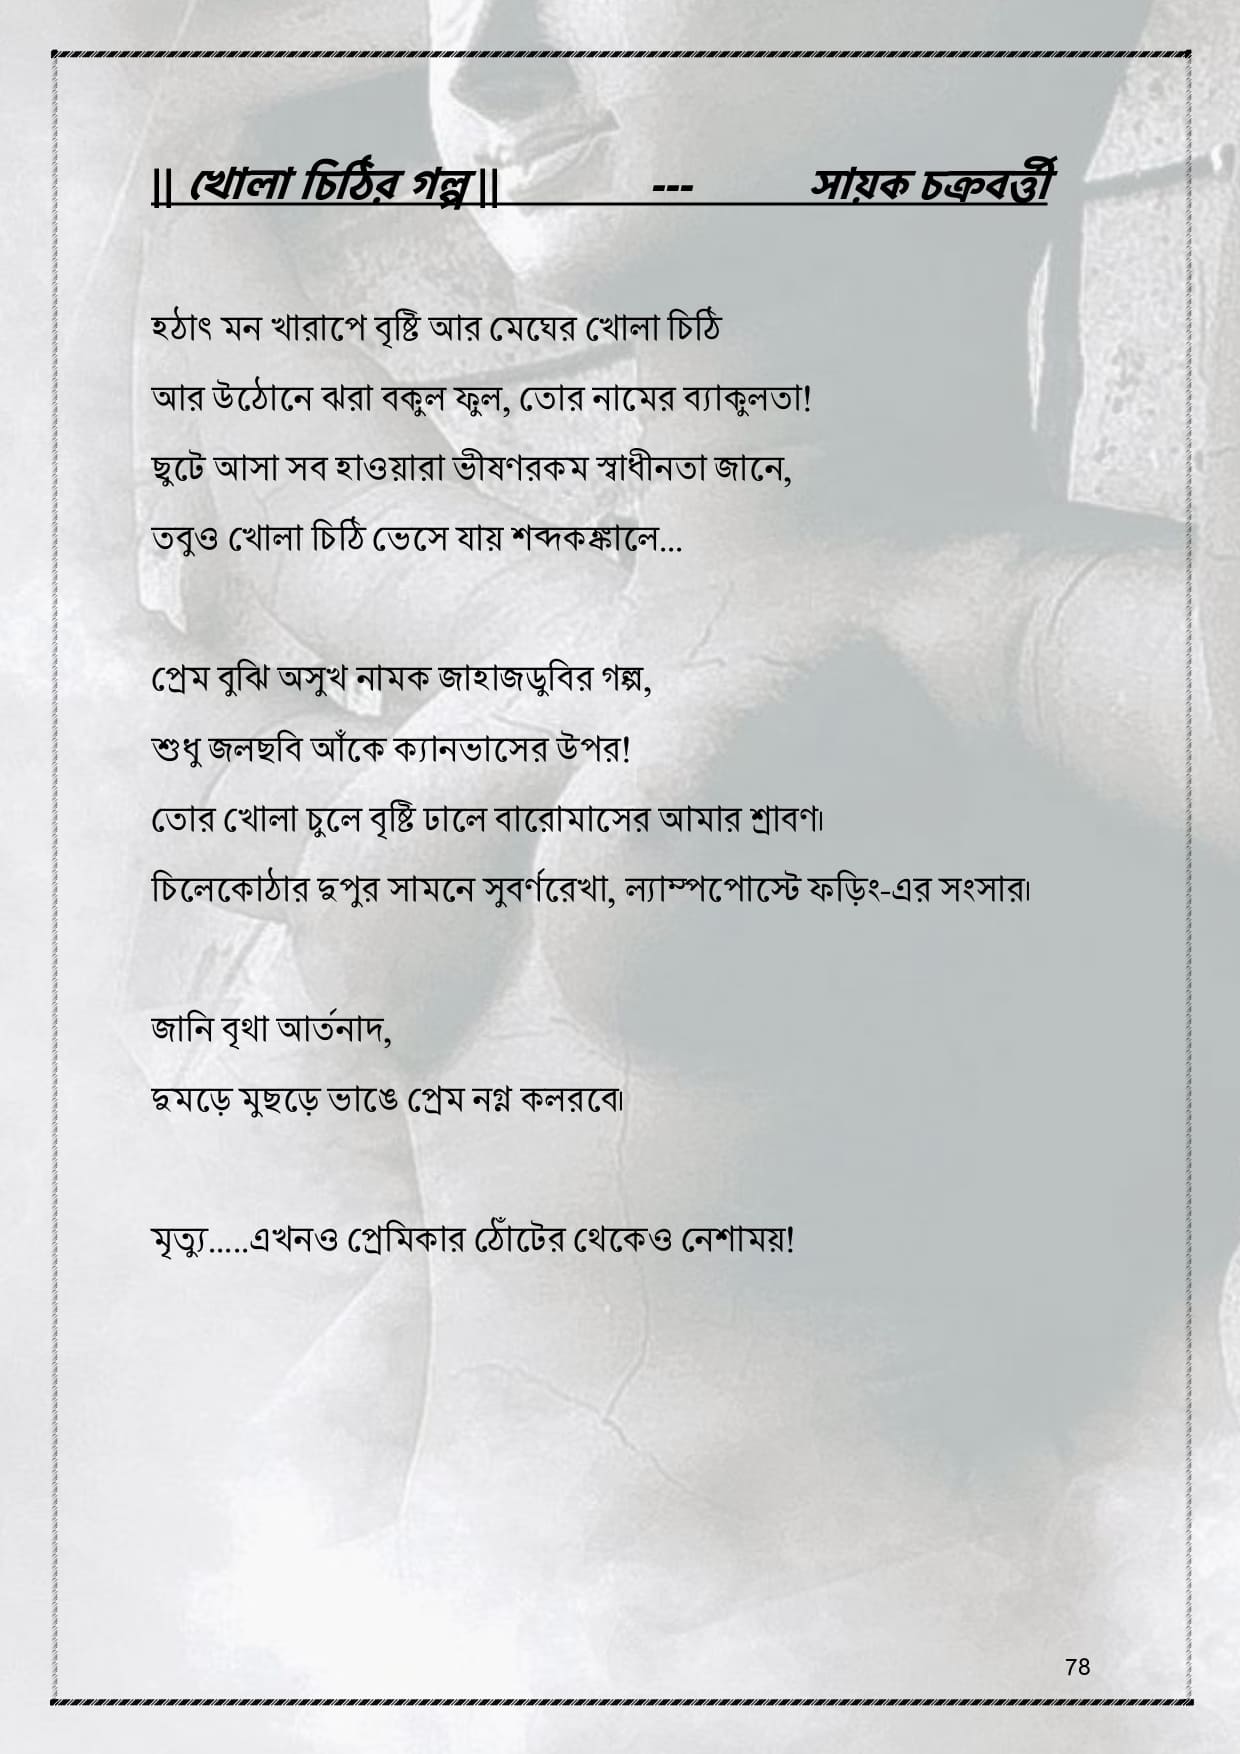 || খোলা চিঠির গল্প || --- সায়ক চক্রবর্ত্তী
হঠাৎ মন খারাপে বৃষ্টি আর মেঘের খোলা চিঠি
আর উঠোনে ঝরা বকুল ফুল, তোর নামের ব্যাকুলতা!
ছুটে আসা সব হাওয়ারা ভীষণরকম স্বাধীনতা জানে,
তবুও খোলা চিঠি ভেসে যায় শব্দকঙ্কালে...
প্রেম বুঝি অসুখ নামক জাহাজডুবির গল্প,
শুধু জলছবি আঁকে ক্যানভাসের উপর!
তোর খোলা চুলে বৃষ্টি ঢালে বারোমাসের আমার শ্রাবণ।
চিলেকোঠার দুপুর সামনে সুবর্ণরেখা, ল্যাম্পপোস্টে ফড়িং-এর সংসার।
জানি বৃথা আর্তনাদ,
দুমড়ে মুছড়ে ভাঙে প্রেম নগ্ন কলরবে।
মৃত্যু.....এখনও প্রেমিকার ঠোঁটের থেকেও নেশাময়!
78